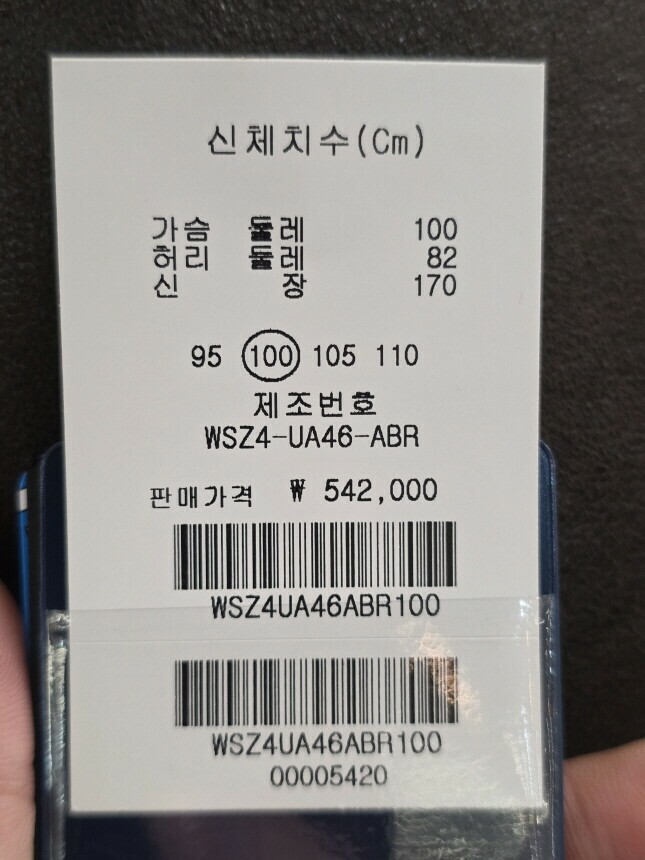 신체치수(Cm)
가슴 둘레 100
허리 둘레 82
신 장 170
95 100 105 110
제조번호
WSZ4-UA46-ABR
판매가격 ₩ 542,000
WSZ4UA46ABR100
WSZ4UA46ABR100
00005420